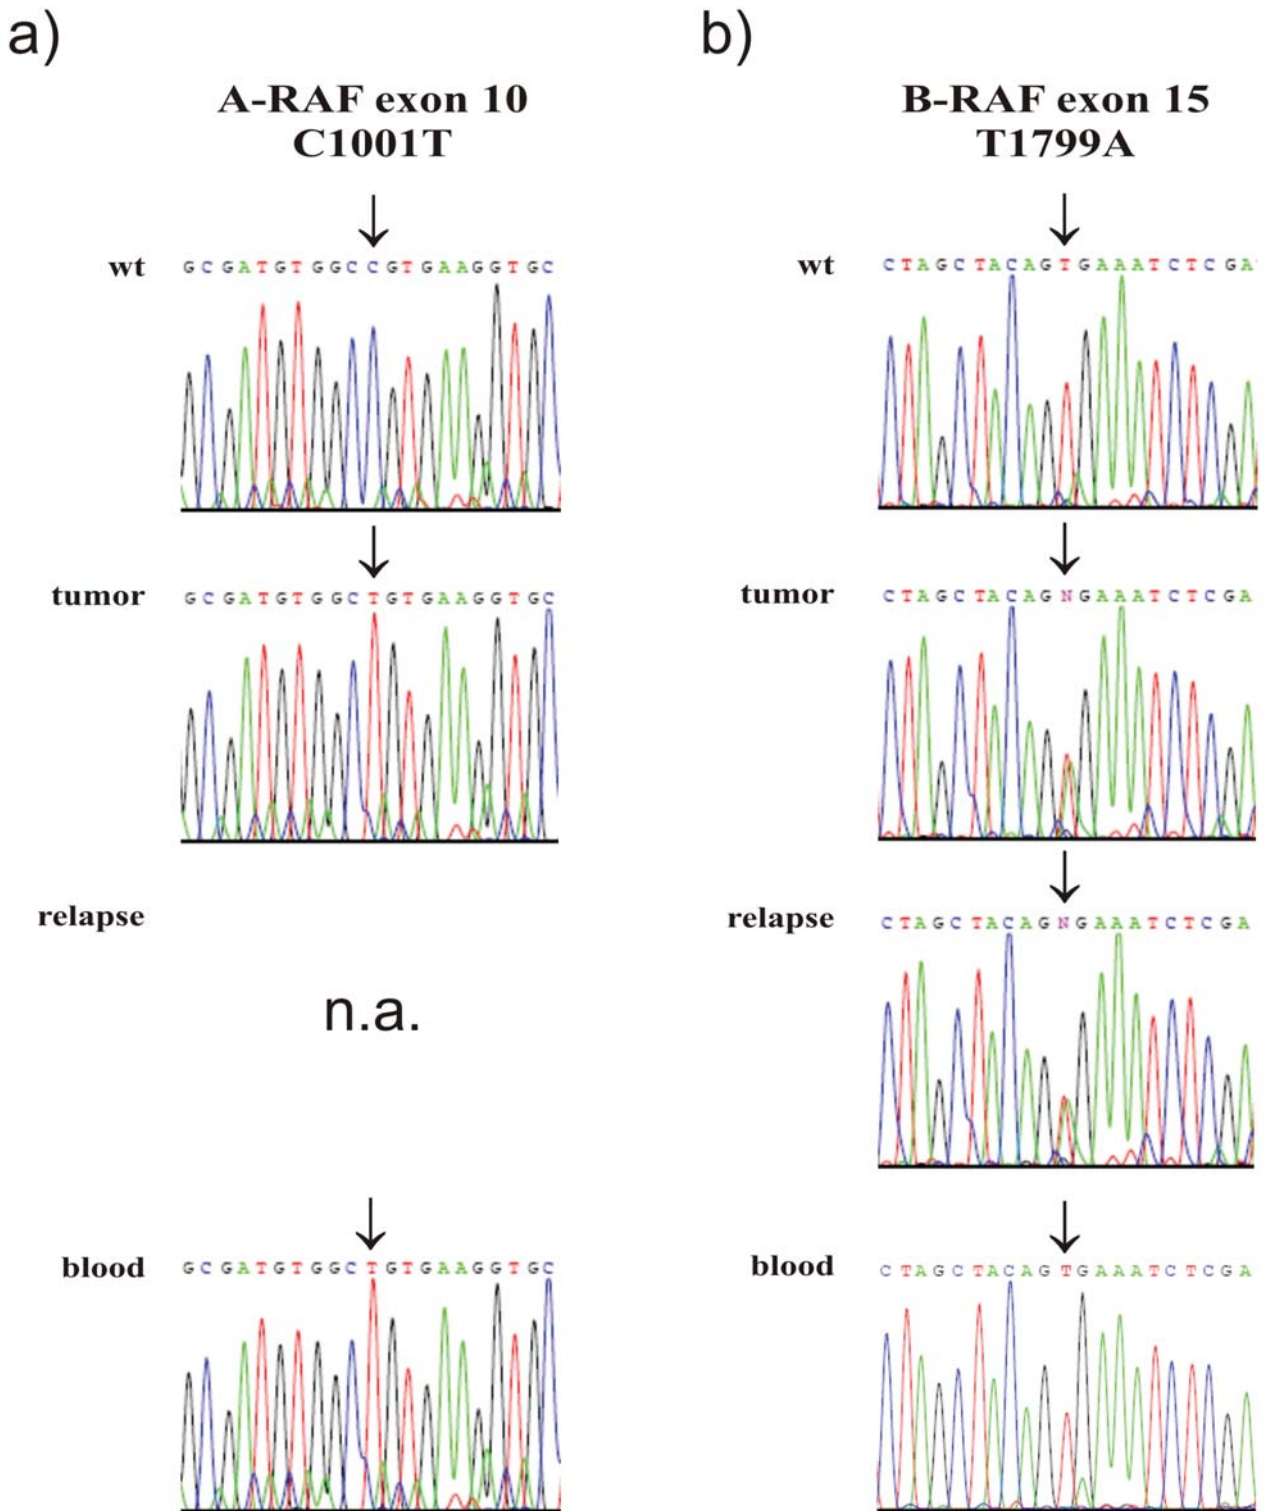 a)
A-RAF exon 10
C1001T
wt
GCGATGTGGCCGTGAAGGTGC
tumor
GCGATGTGGCTGTGAAGGTGC
relapse
n.a.
blood
GCGATGTGGCTGTGAAGGTGC
b)
B-RAF exon 15
T1799A
wt
CTAGCTACAGTGAAATCTCGA
tumor
CTAGCTACAGNGAAATCTCGA
relapse
CTAGCTACAGNGAAATCTCGA
blood
CTAGCTACAGTGAAATCTCGA